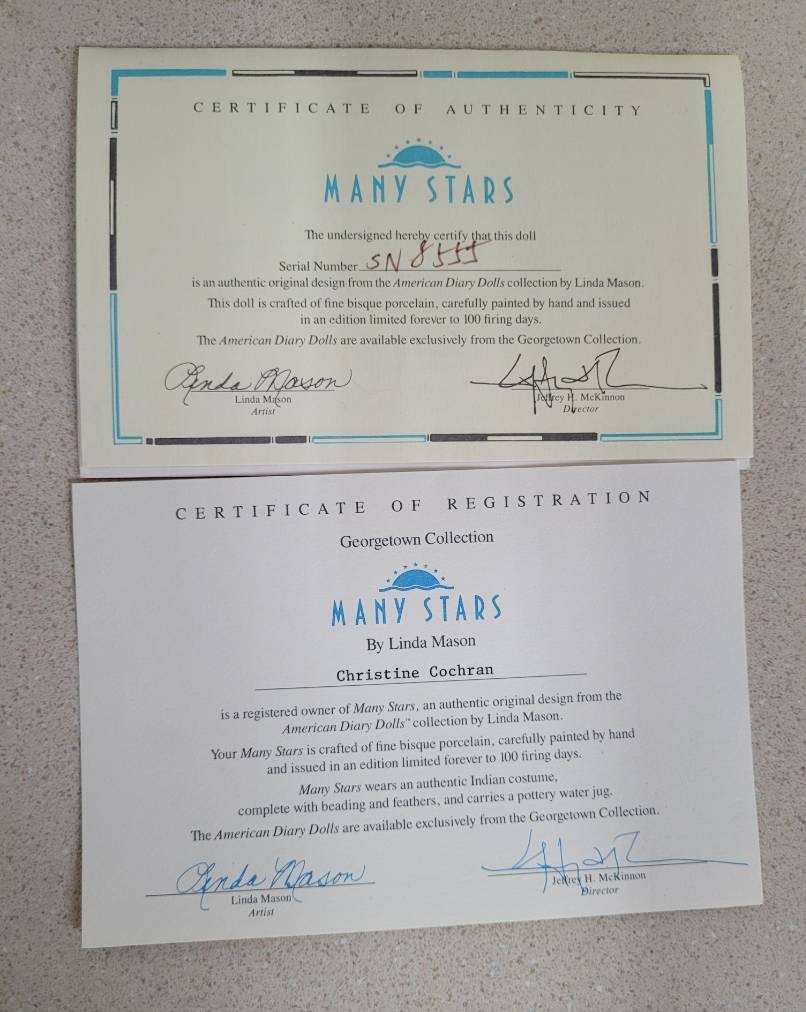 CERTIFICATE OF AUTHENTICITY
MANY STARS
The undersigned hereby certify that this doll
Serial Number SN 8555
is an authentic original design from the American Diary Dolls collection by Linda Mason.
This doll is crafted of fine bisque porcelain, carefully painted by hand and issued
in an edition limited forever to 100 firing days.
The American Diary Dolls are available exclusively from the Georgetown Collection.
Linda Mason
Linda Mason
Artist
Jeffrey H. McKinnon
Director
CERTIFICATE OF REGISTRATION
Georgetown Collection
MANY STARS
By Linda Mason
Christine Cochran
is a registered owner of Many Stars, an authentic original design from the
American Diary Dolls™ collection by Linda Mason.
Your Many Stars is crafted of fine bisque porcelain, carefully painted by hand
and issued in an edition limited forever to 100 firing days.
Many Stars wears an authentic Indian costume,
complete with beading and feathers, and carries a pottery water jug.
The American Diary Dolls are available exclusively from the Georgetown Collection.
Linda Mason
Linda Mason
Artist
Jeffrey H. McKinnon
Director